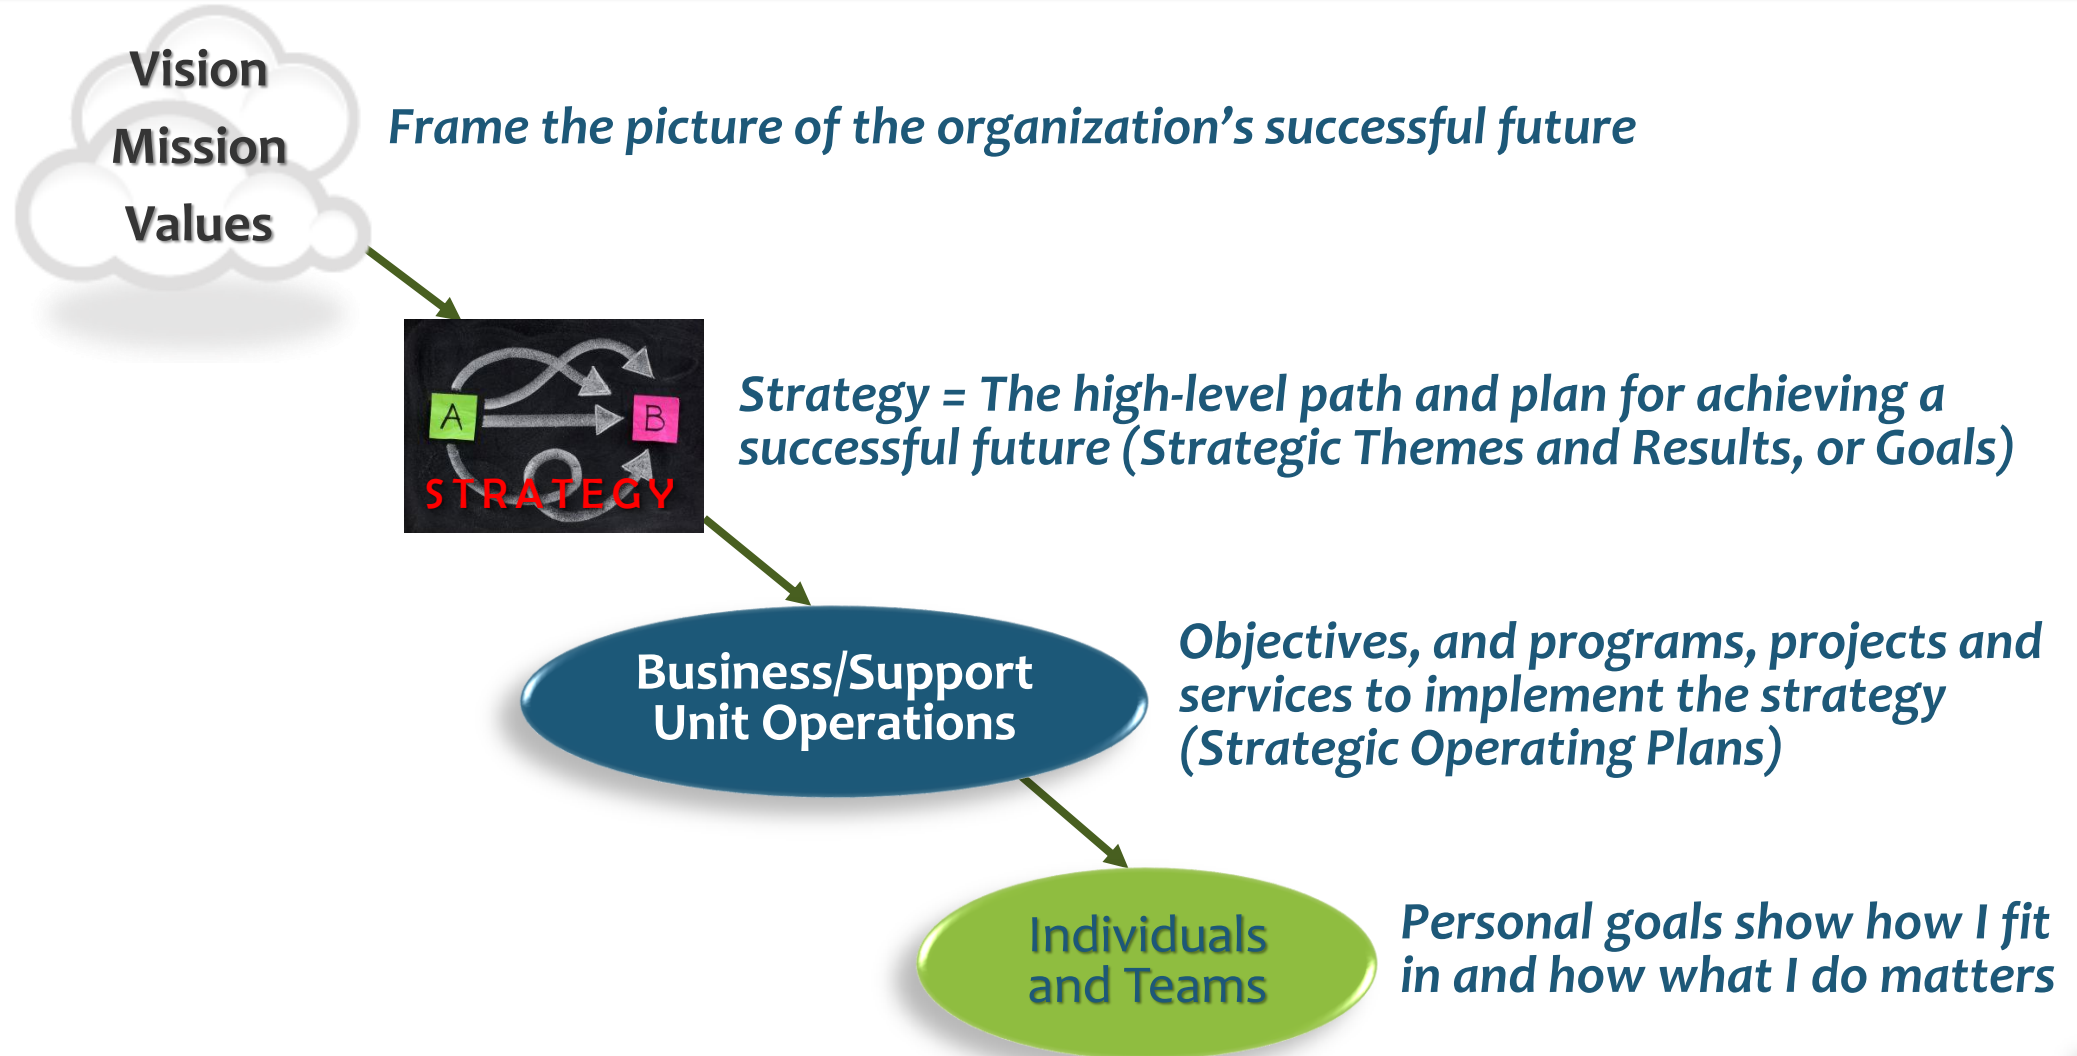 Vision
Mission
Values
Frame the picture of the organization’s successful future
A
B
STRATEGY
Strategy = The high-level path and plan for achieving a
successful future (Strategic Themes and Results, or Goals)
Business/Support
Unit Operations
Objectives, and programs, projects and
services to implement the strategy
(Strategic Operating Plans)
Individuals
and Teams
Personal goals show how I fit
in and how what I do matters